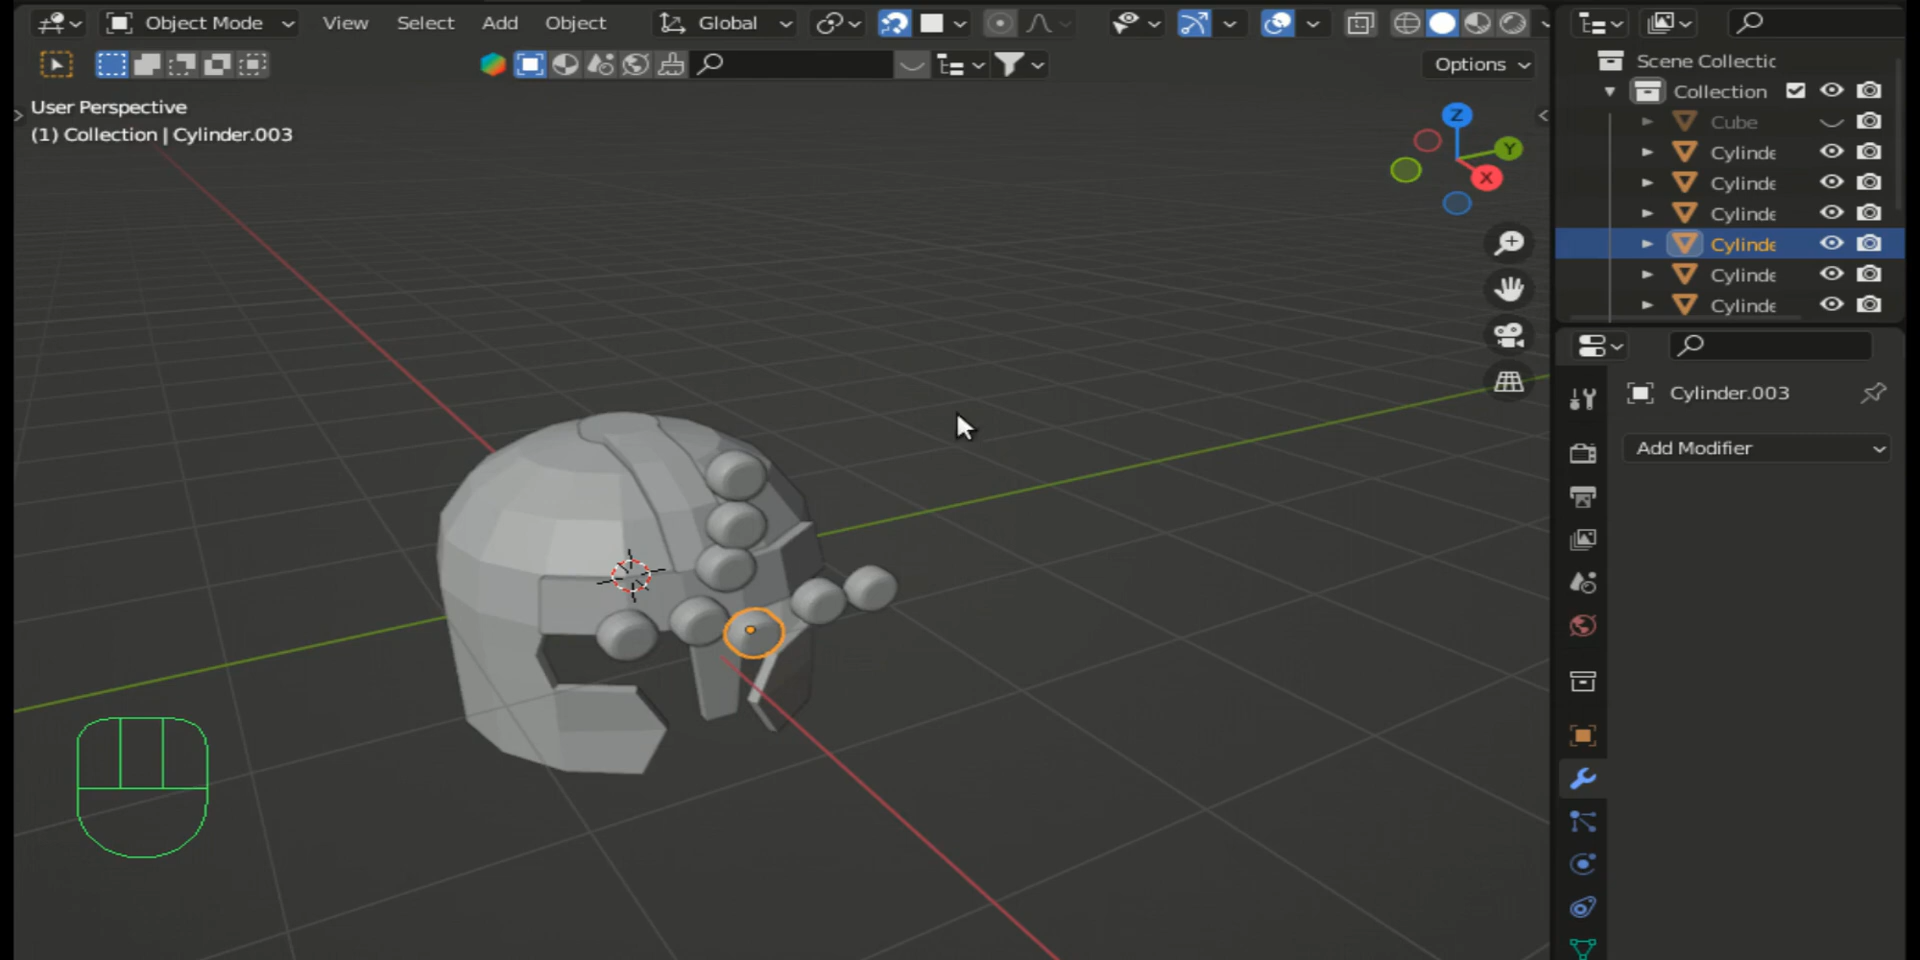 Object Mode View Select Add Object Global
Options
User Perspective
(1) Collection | Cylinder.003
Z
Y
X
Scene Collectic
Collection
Cube
Cylinde
Cylinde
Cylinde
Cylinde
Cylinde
Cylinde
Cylinder.003
Add Modifier